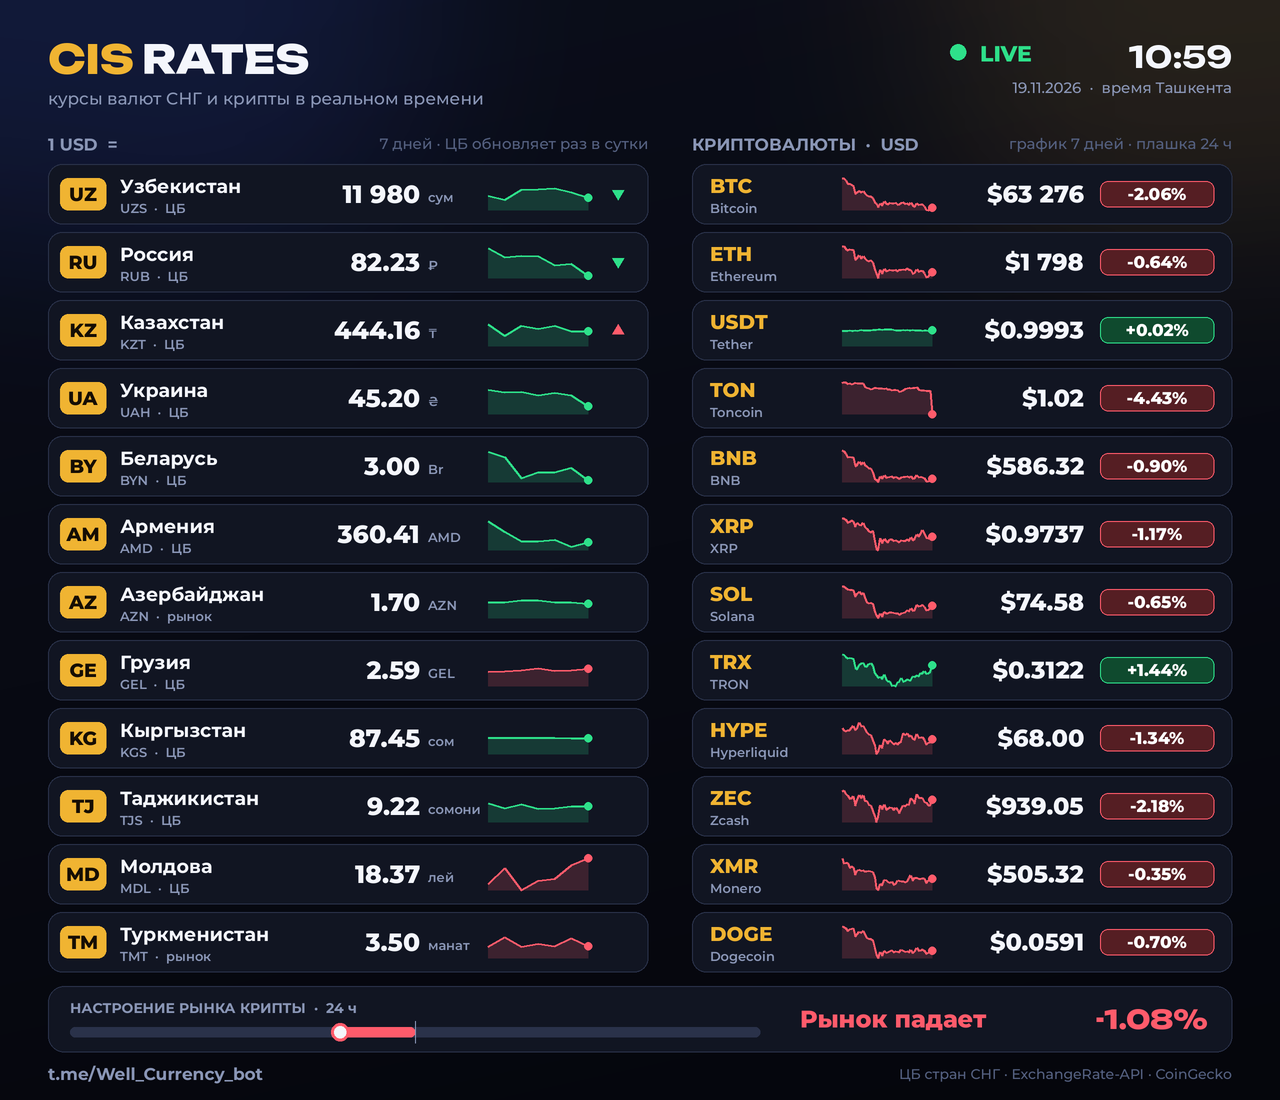 CIS RATES
курсы валют СНГ и крипты в реальном времени
LIVE
10:59
19.11.2026 · время Ташкента
1 USD =
7 дней · ЦБ обновляет раз в сутки
UZ Узбекистан 11 980 сум
UZS · ЦБ
RU Россия 82.23 ₽
RUB · ЦБ
KZ Казахстан 444.16 ₸
KZT · ЦБ
UA Украина 45.20 ₴
UAH · ЦБ
BY Беларусь 3.00 Br
BYN · ЦБ
AM Армения 360.41 AMD
AMD · ЦБ
AZ Азербайджан 1.70 AZN
AZN · рынок
GE Грузия 2.59 GEL
GEL · ЦБ
KG Кыргызстан 87.45 сом
KGS · ЦБ
TJ Таджикистан 9.22 сомони
TJS · ЦБ
MD Молдова 18.37 лей
MDL · ЦБ
TM Туркменистан 3.50 манат
TMT · рынок
КРИПТОВАЛЮТЫ · USD
график 7 дней · плашка 24 ч
BTC $63 276 -2.06%
Bitcoin
ETH $1 798 -0.64%
Ethereum
USDT $0.9993 +0.02%
Tether
TON $1.02 -4.43%
Toncoin
BNB $586.32 -0.90%
BNB
XRP $0.9737 -1.17%
XRP
SOL $74.58 -0.65%
Solana
TRX $0.3122 +1.44%
TRON
HYPE $68.00 -1.34%
Hyperliquid
ZEC $939.05 -2.18%
Zcash
XMR $505.32 -0.35%
Monero
DOGE $0.0591 -0.70%
Dogecoin
НАСТРОЕНИЕ РЫНКА КРИПТЫ · 24 ч
Рынок падает
-1.08%
t.me/Well_Currency_bot
ЦБ стран СНГ · ExchangeRate-API · CoinGecko